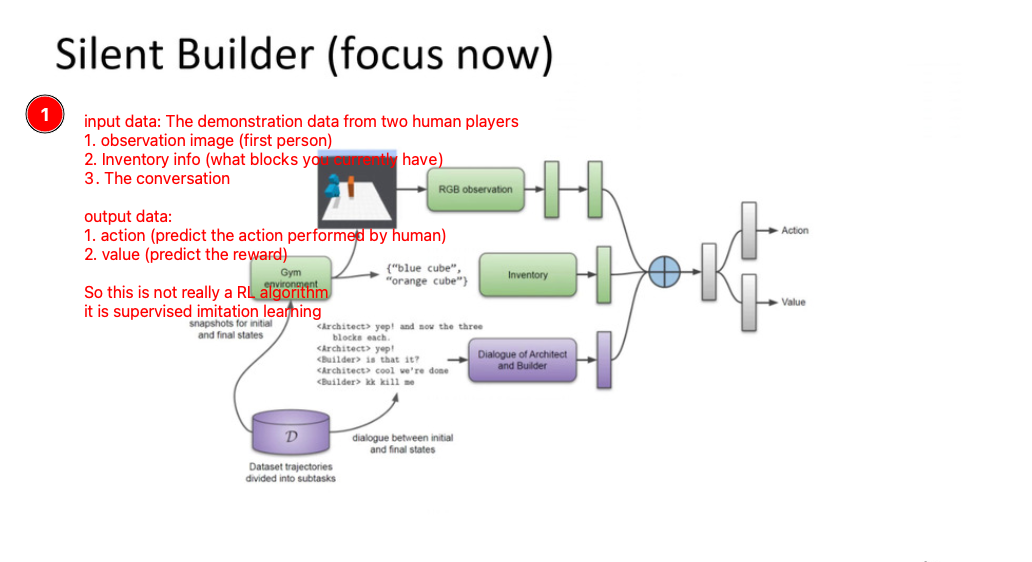 Silent Builder (focus now)
1
input data: The demonstration data from two human players
1. observation image (first person)
2. Inventory info (what blocks you currently have)
3. The conversation
output data:
1. action (predict the action performed by human)
2. value (predict the reward)
So this is not really a RL algorithm
it is supervised imitation learning
RGB observation
Action
Gym
environment
{"blue cube",
"orange cube"}
Inventory
Value
snapshots for initial
and final states
<Architect> yep! and now the three
blocks each.
<Architect> yep!
<Builder> is that it?
<Architect> cool we're done
<Builder> kk kill me
Dialogue of Architect
and Builder
D
dialogue between initial
and final states
Dataset trajectories
divided into subtasks